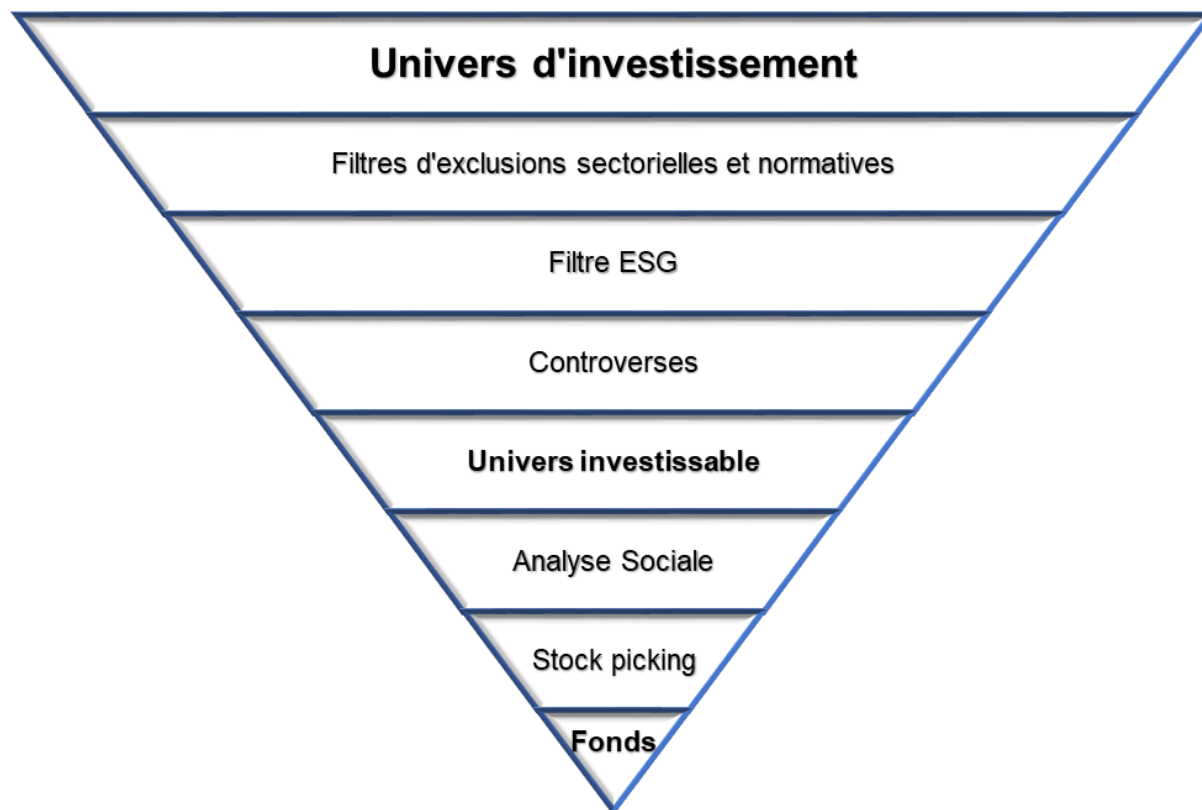 Univers d'investissement
Filtres d'exclusions sectorielles et normatives
Filtre ESG
Controverses
Univers investissable
Analyse Sociale
Stock picking
Fonds